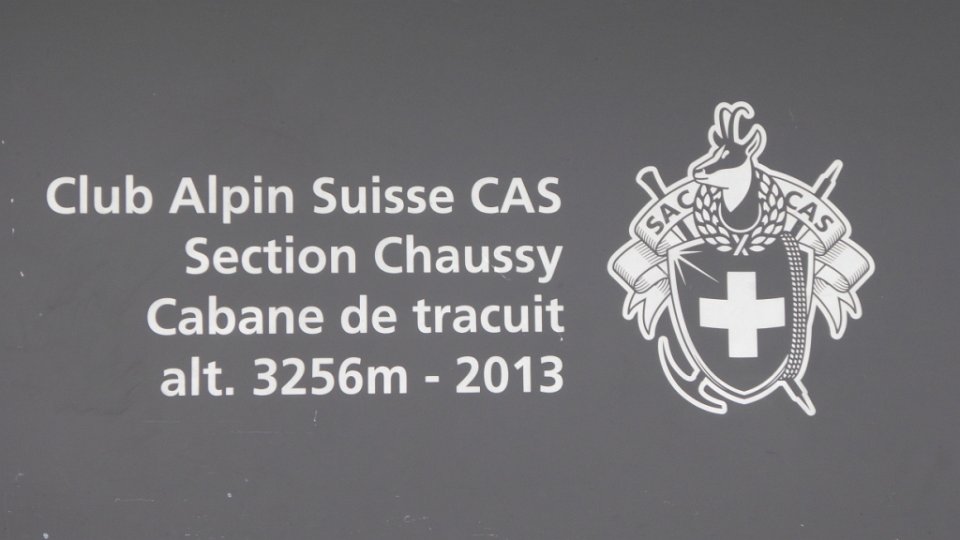 Club Alpin Suisse CAS
Section Chaussy
Cabane de tracuit
alt. 3256m - 2013
SAC CAS